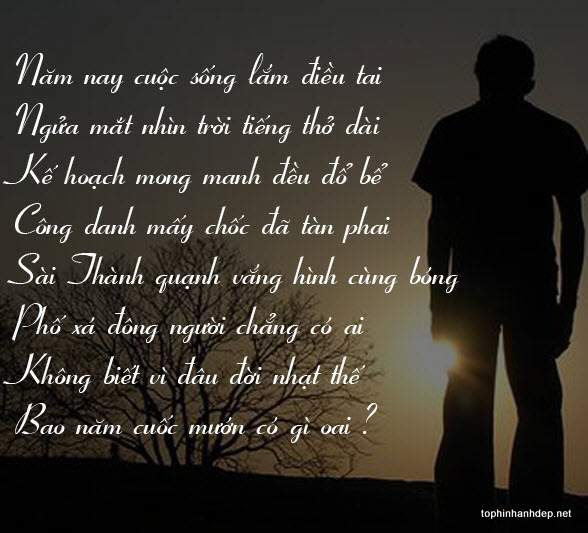 Năm nay cuộc sống lắm điều tai
Ngửa mắt nhìn trời tiếng thở dài
Kế hoạch mong manh đều đổ bể
Công danh mấy chốc đã tàn phai
Sài Thành quạnh vắng hình cùng bóng
Phố xá đông người chẳng có ai
Không biết vì đâu đời nhạt thế
Bao năm cuốc mướn có gì oai ?
tophinhanhdep.net